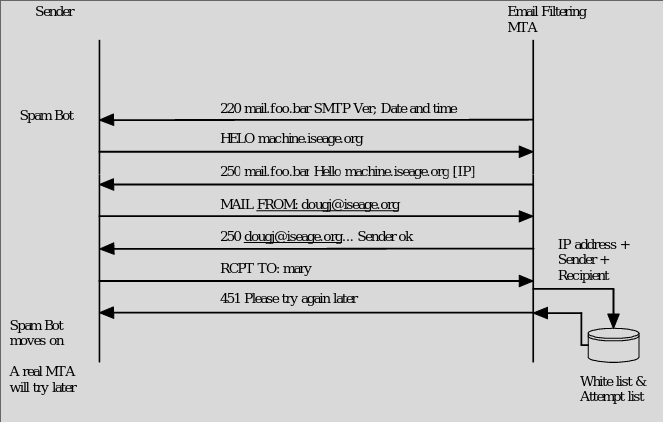 Sender
Email Filtering
MTA
220 mail.foo.bar SMTP Ver; Date and time
Spam Bot
HELO machine.iseage.org
250 mail.foo.bar Hello machine.iseage.org [IP]
MAIL FROM: dougj@iseage.org
250 dougj@iseage.org... Sender ok
IP address +
Sender +
Recipient
RCPT TO: mary
451 Please try again later
Spam Bot
moves on
A real MTA
will try later
White list &
Attempt list